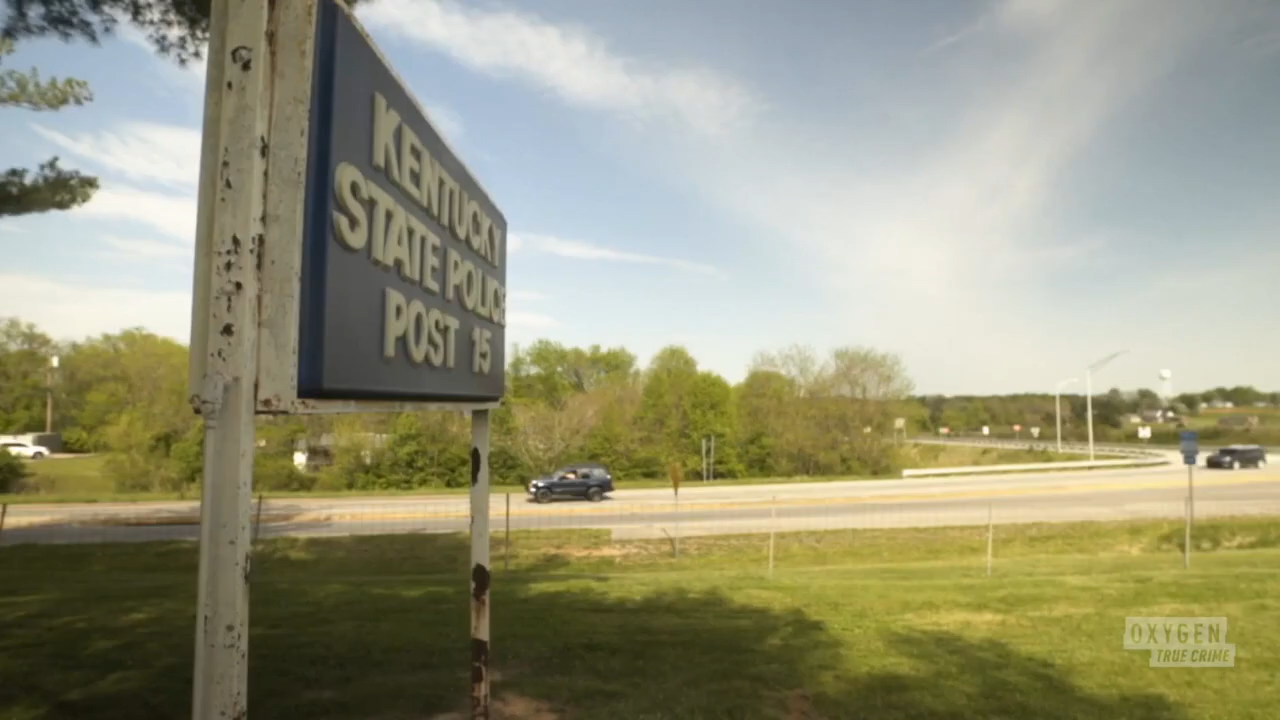 KENTUCKY
STATE POLICE
POST 15
OXYGEN
TRUE CRIME